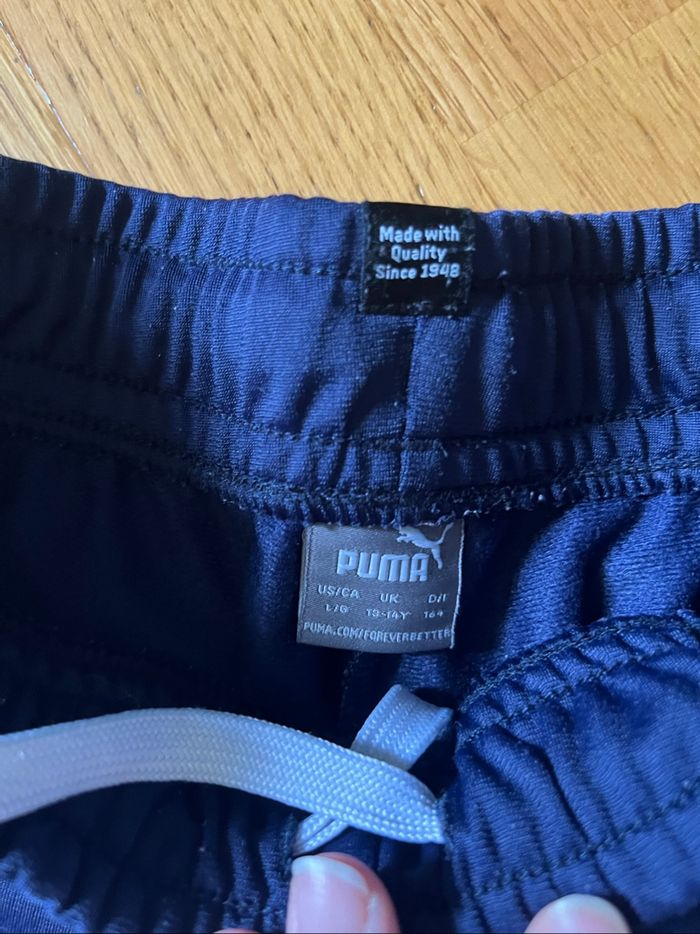 Made with
Quality
Since 1948
PUMA
US/CA UK D/I
L/G 13-14Y 164
PUMA.COM/FOREVERBETTER